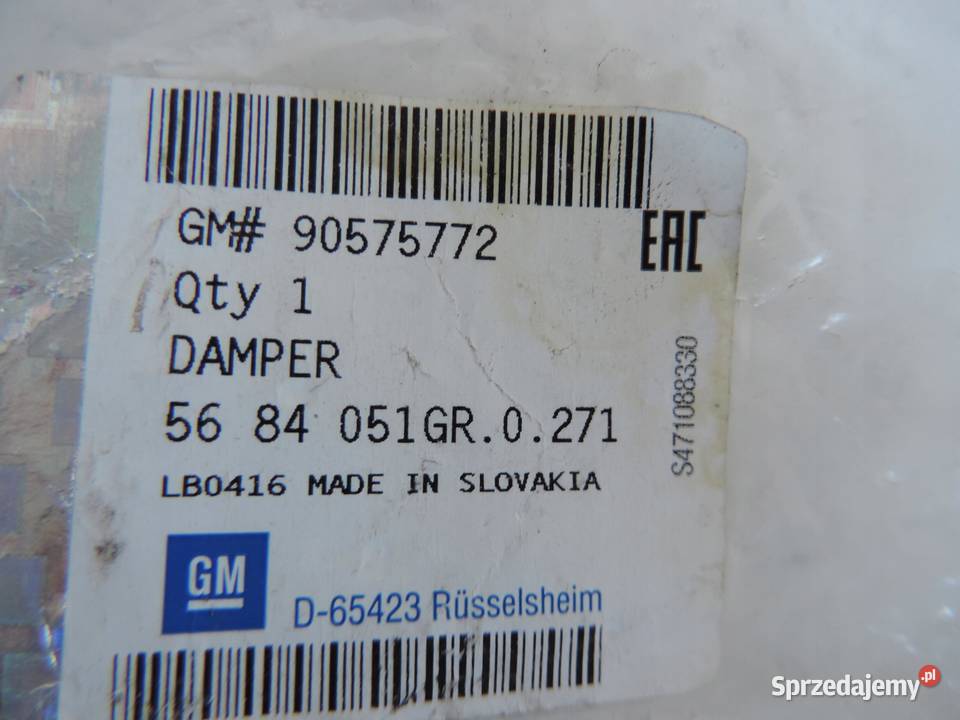 GM# 90575772
EAC
Qty 1
DAMPER
56 84 051GR.0.271
S471088330
LB0416 MADE IN SLOVAKIA
GM
D-65423 Rüsselsheim
Sprzedajemy.pl